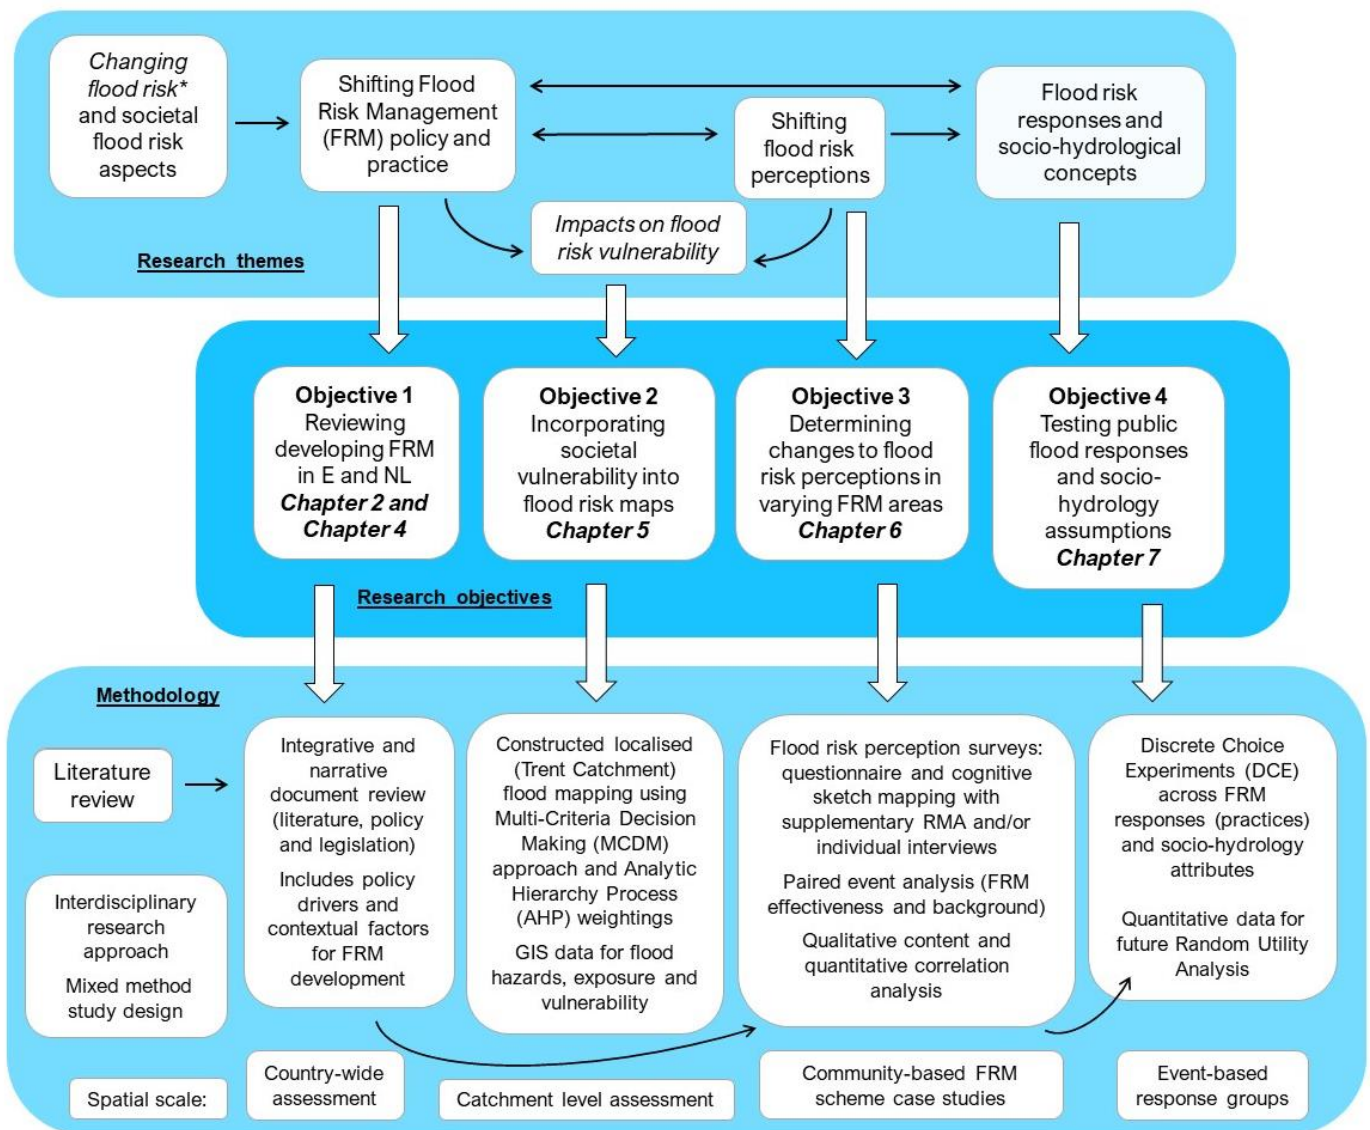 Changing
flood risk*
and societal
flood risk
aspects
Shifting Flood
Risk Management
(FRM) policy and
practice
Shifting
flood risk
perceptions
Flood risk
responses and
socio-hydrological
concepts
Impacts on flood
risk vulnerability
Research themes
Objective 1
Reviewing
developing FRM
in E and NL
Chapter 2 and
Chapter 4
Objective 2
Incorporating
societal
vulnerability into
flood risk maps
Chapter 5
Objective 3
Determining
changes to flood
risk perceptions in
varying FRM areas
Chapter 6
Objective 4
Testing public
flood responses
and socio-
hydrology
assumptions
Chapter 7
Research objectives
Methodology
Literature
review
Interdisciplinary
research
approach
Mixed method
study design
Integrative and
narrative
document review
(literature, policy
and legislation)
Includes policy
drivers and
contextual factors
for FRM
development
Constructed localised
(Trent Catchment)
flood mapping using
Multi-Criteria Decision
Making (MCDM)
approach and Analytic
Hierarchy Process
(AHP) weightings
GIS data for flood
hazards, exposure and
vulnerability
Flood risk perception surveys:
questionnaire and cognitive
sketch mapping with
supplementary RMA and/or
individual interviews
Paired event analysis (FRM
effectiveness and background)
Qualitative content and
quantitative correlation
analysis
Discrete Choice
Experiments (DCE)
across FRM
responses (practices)
and socio-hydrology
attributes
Quantitative data for
future Random Utility
Analysis
Spatial scale:
Country-wide
assessment
Catchment level assessment
Community-based FRM
scheme case studies
Event-based
response groups